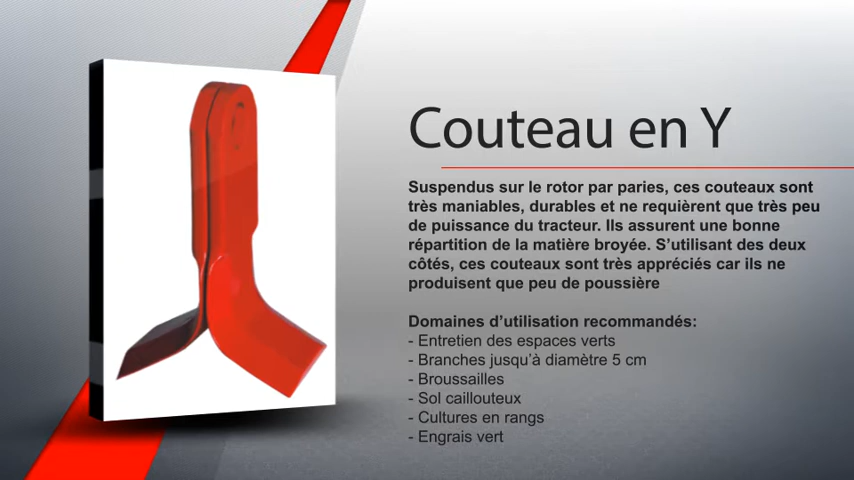 Couteau en Y
Suspendus sur le rotor par paries, ces couteaux sont
très maniables, durables et ne requièrent que très peu
de puissance du tracteur. Ils assurent une bonne
répartition de la matière broyée. S’utilisant des deux
côtés, ces couteaux sont très appréciés car ils ne
produisent que peu de poussière
Domaines d’utilisation recommandés:
- Entretien des espaces verts
- Branches jusqu’à diamètre 5 cm
- Broussailles
- Sol caillouteux
- Cultures en rangs
- Engrais vert